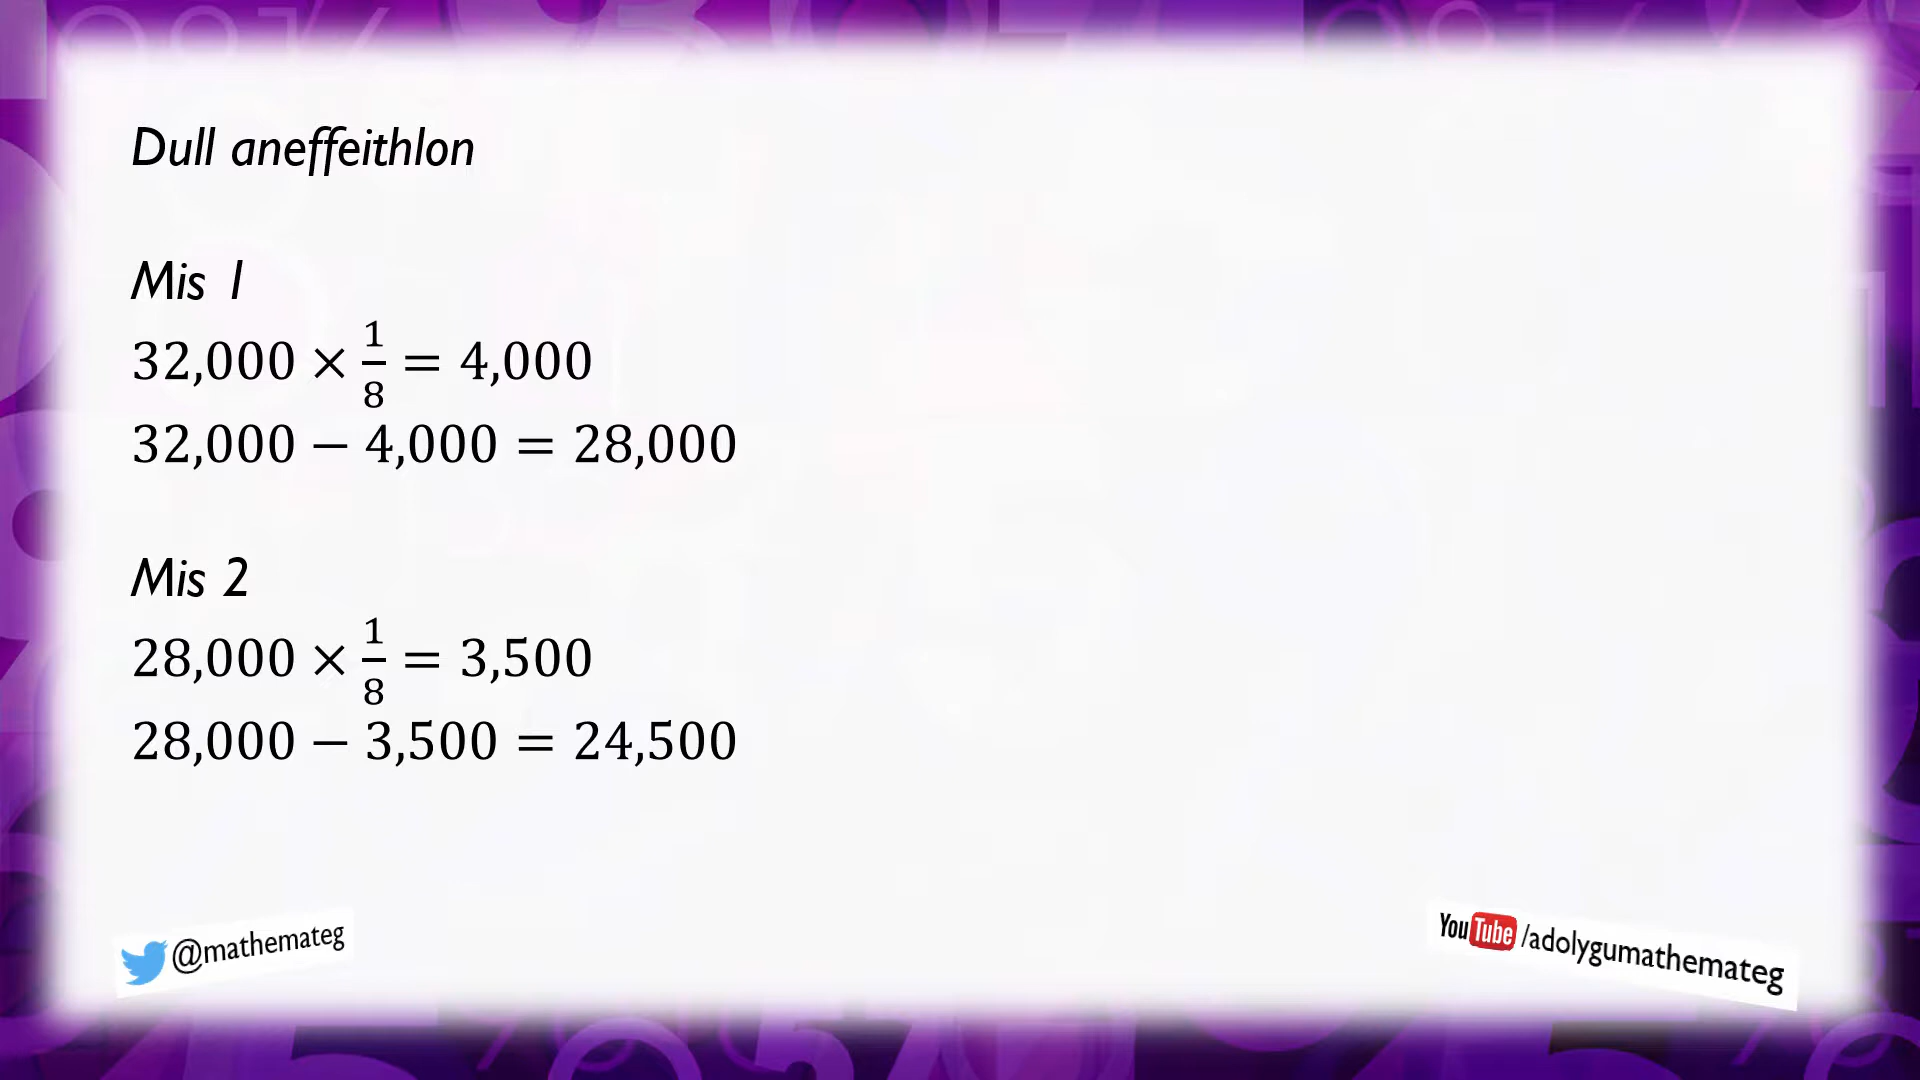 Dull aneffeithlon
Mis 1
32,000 × 1/8 = 4,000
32,000 − 4,000 = 28,000
Mis 2
28,000 × 1/8 = 3,500
28,000 − 3,500 = 24,500
@mathemateg
YouTube /adolygumathemateg